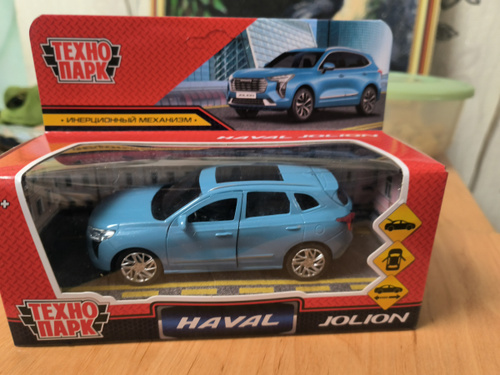 ТЕХНО
ПАРК
• ИНЕРЦИОННЫЙ МЕХАНИЗМ •
HAVAL JOLION
ТЕХНО
ПАРК
HAVAL
JOLION